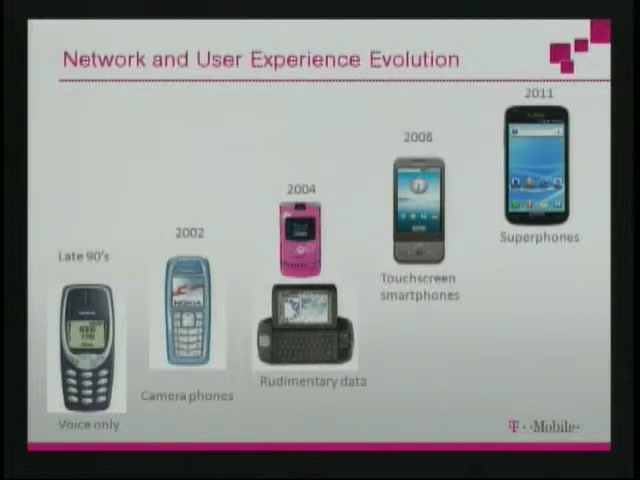 Network and User Experience Evolution
2011
2008
2004
2002
Late 90's
Superphones
Touchscreen
smartphones
Rudimentary data
Camera phones
Voice only
NOKIA
T··Mobile·